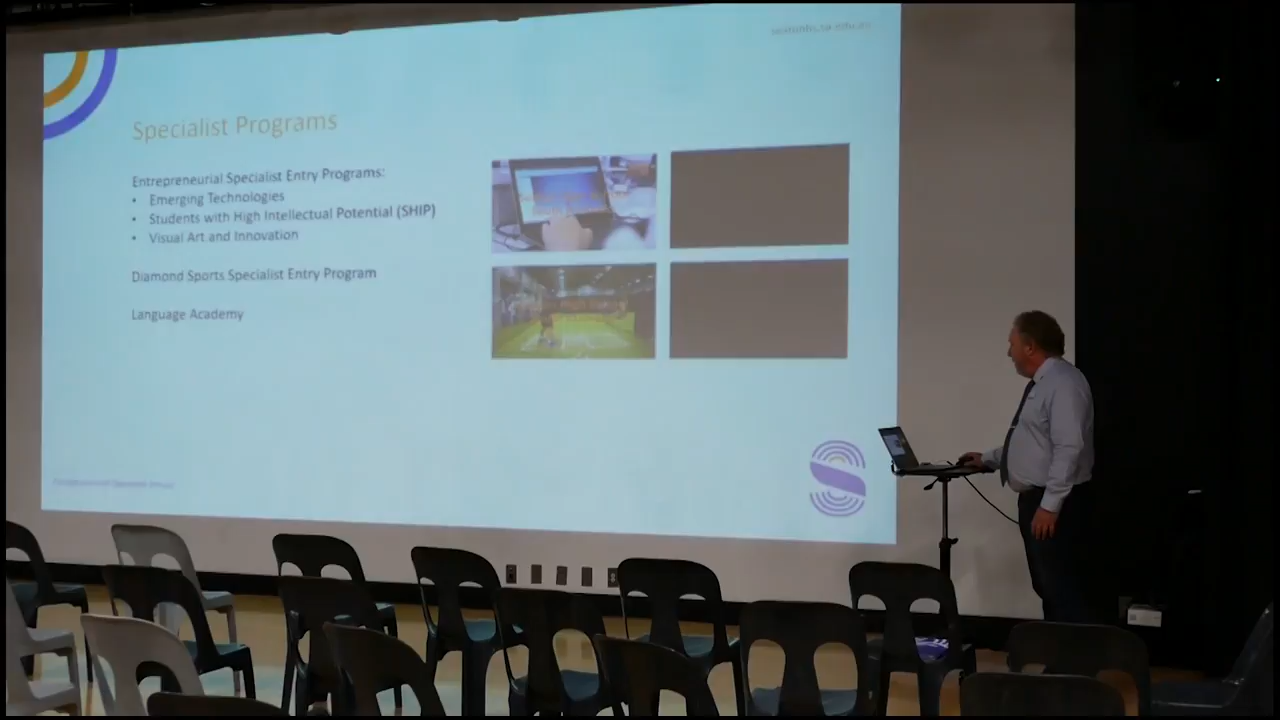 Specialist Programs
Entrepreneurial Specialist Entry Programs:
• Emerging Technologies
• Students with High Intellectual Potential (SHIP)
• Visual Art and Innovation
Diamond Sports Specialist Entry Program
Language Academy